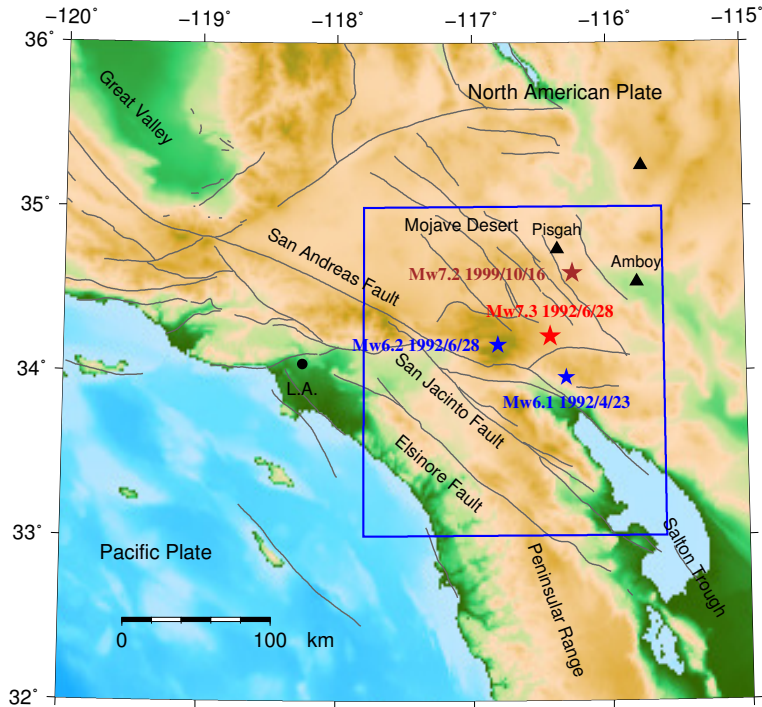 −120˚ −119˚ −118˚ −117˚ −116˚ −115˚
36˚
Great Valley
North American Plate
35˚
Mojave Desert
Pisgah
San Andreas Fault
Mw7.2 1999/10/16
Amboy
Mw7.3 1992/6/28
Mw6.2 1992/6/28
34˚
L.A.
San Jacinto Fault
Mw6.1 1992/4/23
Elsinore Fault
33˚
Pacific Plate
Salton Trough
Peninsular Range
0 100 km
32˚